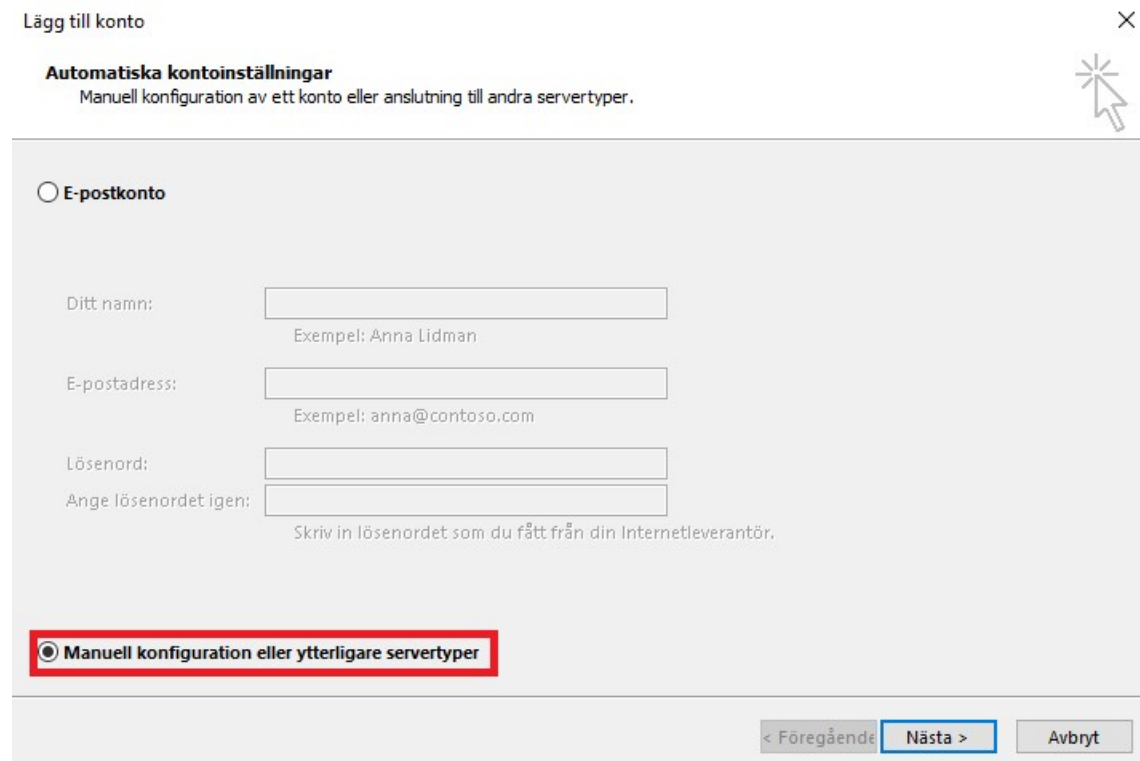 Lägg till konto
Automatiska kontoinställningar
Manuell konfiguration av ett konto eller anslutning till andra servertyper.
E-postkonto
Ditt namn:
Exempel: Anna Lidman
E-postadress:
Exempel: anna@contoso.com
Lösenord:
Ange lösenordet igen:
Skriv in lösenordet som du fått från din Internetleverantör.
Manuell konfiguration eller ytterligare servertyper
< Föregående Nästa > Avbryt